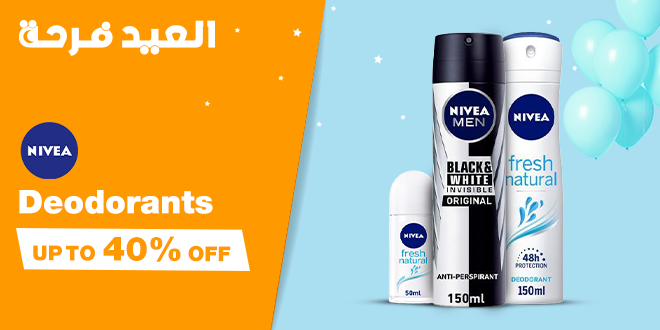 العيد فرحة
NIVEA
Deodorants
UP TO 40% OFF
NIVEA
fresh
natural
50ml
NIVEA
MEN
BLACK&
WHITE
INVISIBLE
ORIGINAL
ANTI-PERSPIRANT
150ml
NIVEA
fresh
natural
48h
PROTECTION
DEODORANT
150ml